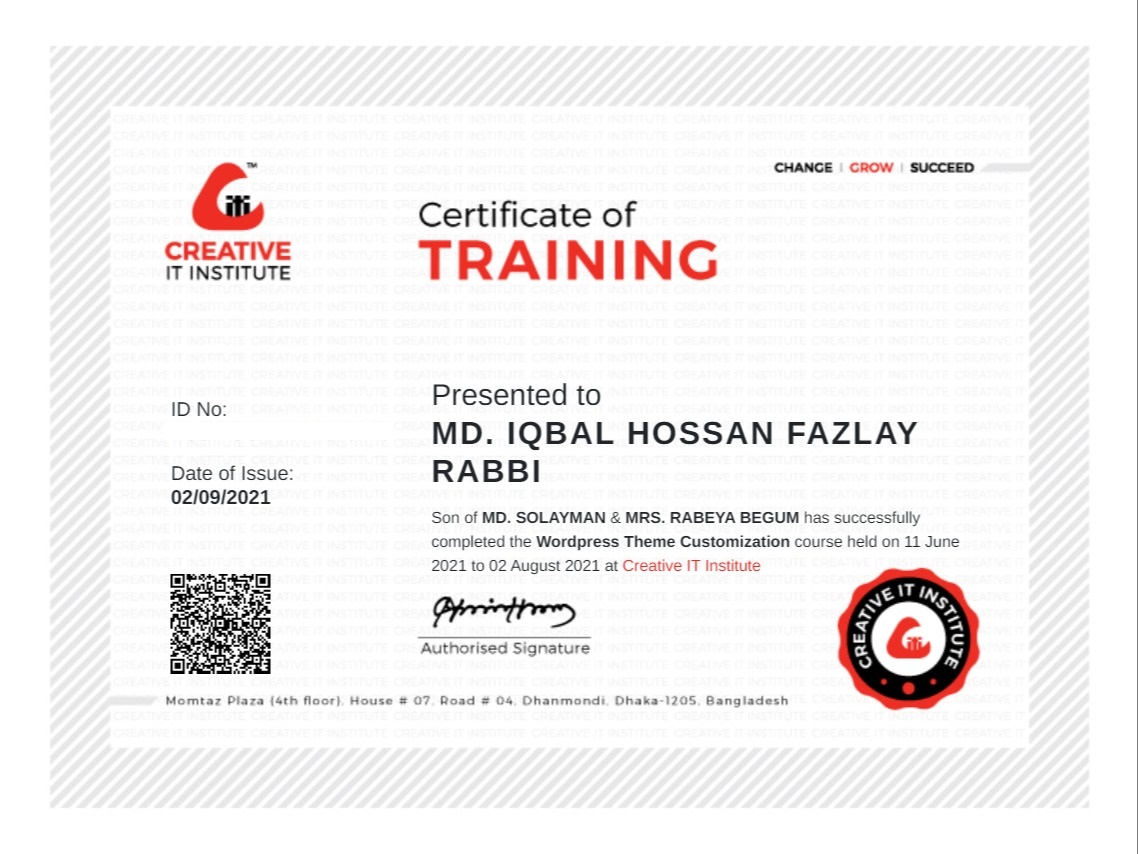 CHANGE | GROW | SUCCEED
iti ™
CREATIVE
IT INSTITUTE
Certificate of
TRAINING
ID No:
Date of Issue:
02/09/2021
Presented to
MD. IQBAL HOSSAN FAZLAY
RABBI
Son of MD. SOLAYMAN & MRS. RABEYA BEGUM has successfully
completed the Wordpress Theme Customization course held on 11 June
2021 to 02 August 2021 at Creative IT Institute
Authorised Signature
CREATIVE IT INSTITUTE
iti
Momtaz Plaza (4th floor), House # 07, Road # 04, Dhanmondi, Dhaka-1205, Bangladesh